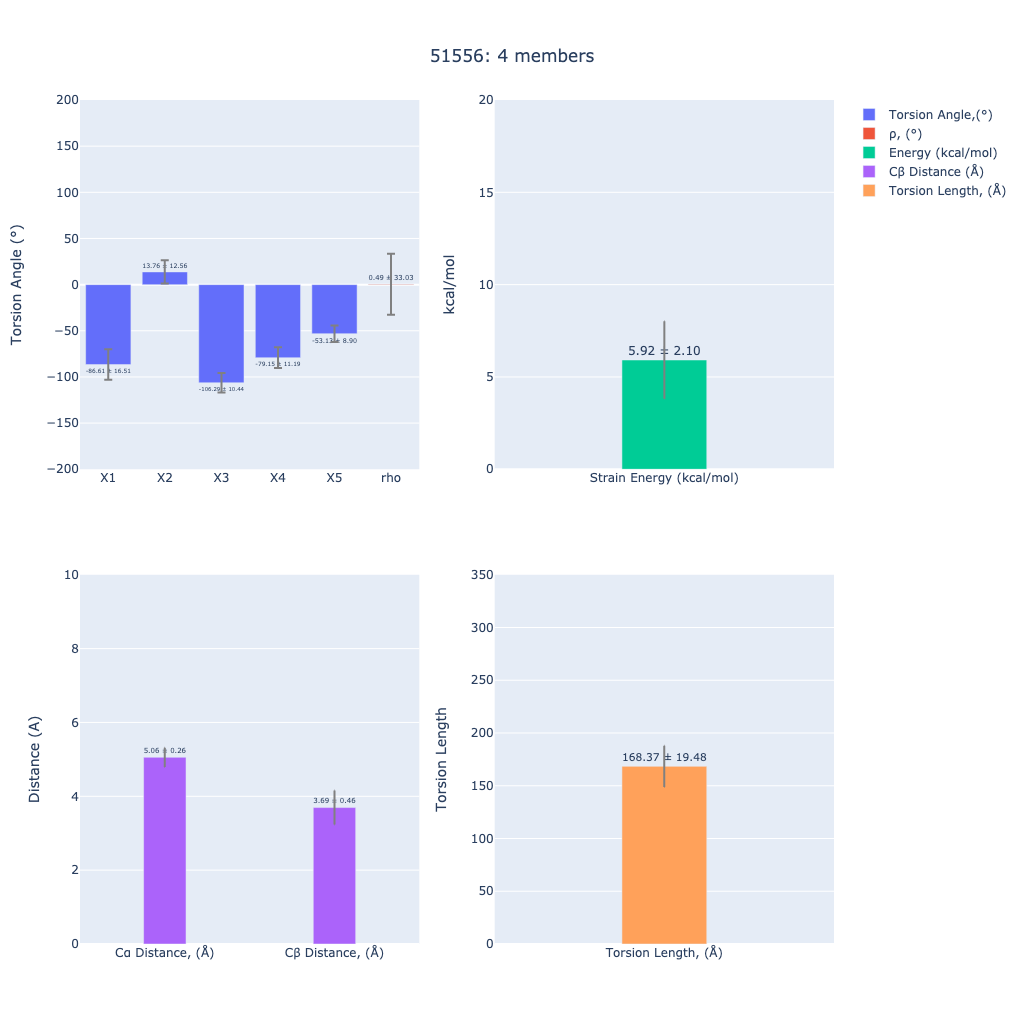 51556: 4 members
Torsion Angle (°)
200
150
100
50
0
−50
−100
−150
−200
-86.61 ± 16.51
13.76 ± 12.56
-106.29 ± 10.44
-79.15 ± 11.19
-53.13 ± 8.90
0.49 ± 33.03
X1 X2 X3 X4 X5 rho
kcal/mol
20
15
10
5
0
5.92 ± 2.10
Strain Energy (kcal/mol)
Torsion Angle,(°)
ρ, (°)
Energy (kcal/mol)
Cβ Distance (Å)
Torsion Length, (Å)
Distance (A)
10
8
6
4
2
0
5.06 ± 0.26
3.69 ± 0.46
Cα Distance, (Å) Cβ Distance, (Å)
Torsion Length
350
300
250
200
150
100
50
0
168.37 ± 19.48
Torsion Length, (Å)